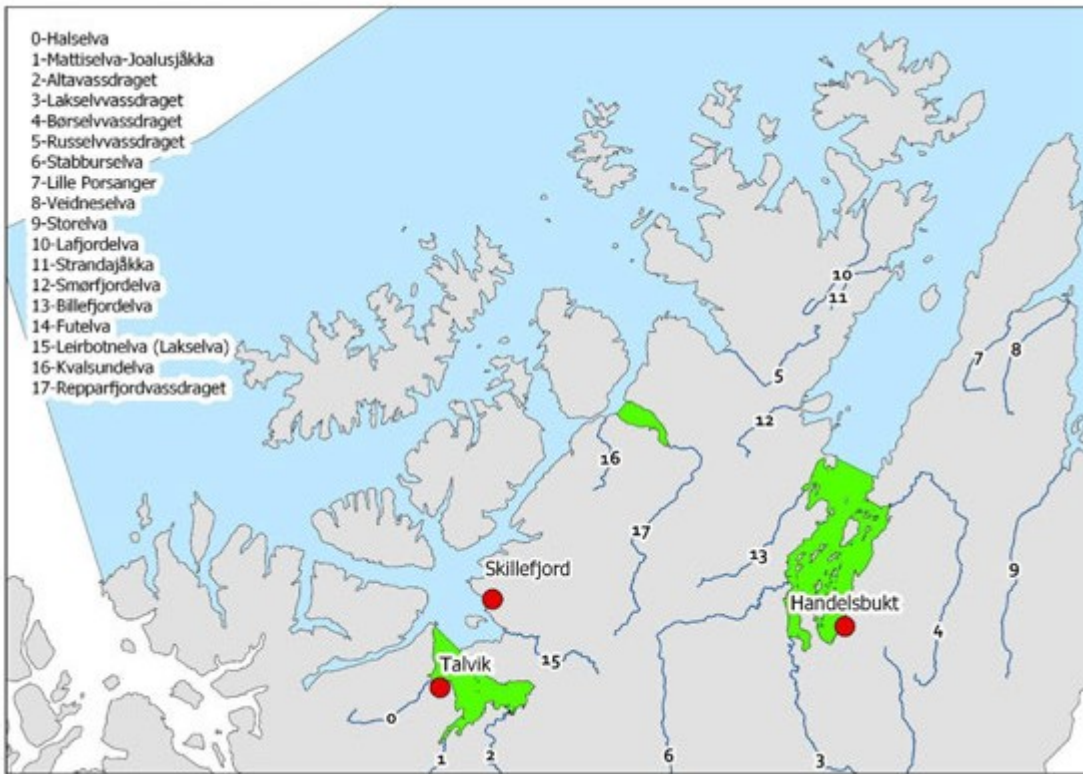 0-Halselva
1-Mattiselva-Joalusjåkka
2-Altavassdraget
3-Lakselvvassdraget
4-Børselvvassdraget
5-Russelvvassdraget
6-Stabburselva
7-Lille Porsanger
8-Veidneselva
9-Storelva
10-Lafjordelva
11-Strandajåkka
12-Smørfjordelva
13-Billefjordelva
14-Futelva
15-Leirbotnelva (Lakselva)
16-Kvalsundelva
17-Repparfjordvassdraget
10
11
7
8
5
12
16
17
13
Skillefjord
9
Handelsbukt
4
15
Talvik
0
1
2
6
3